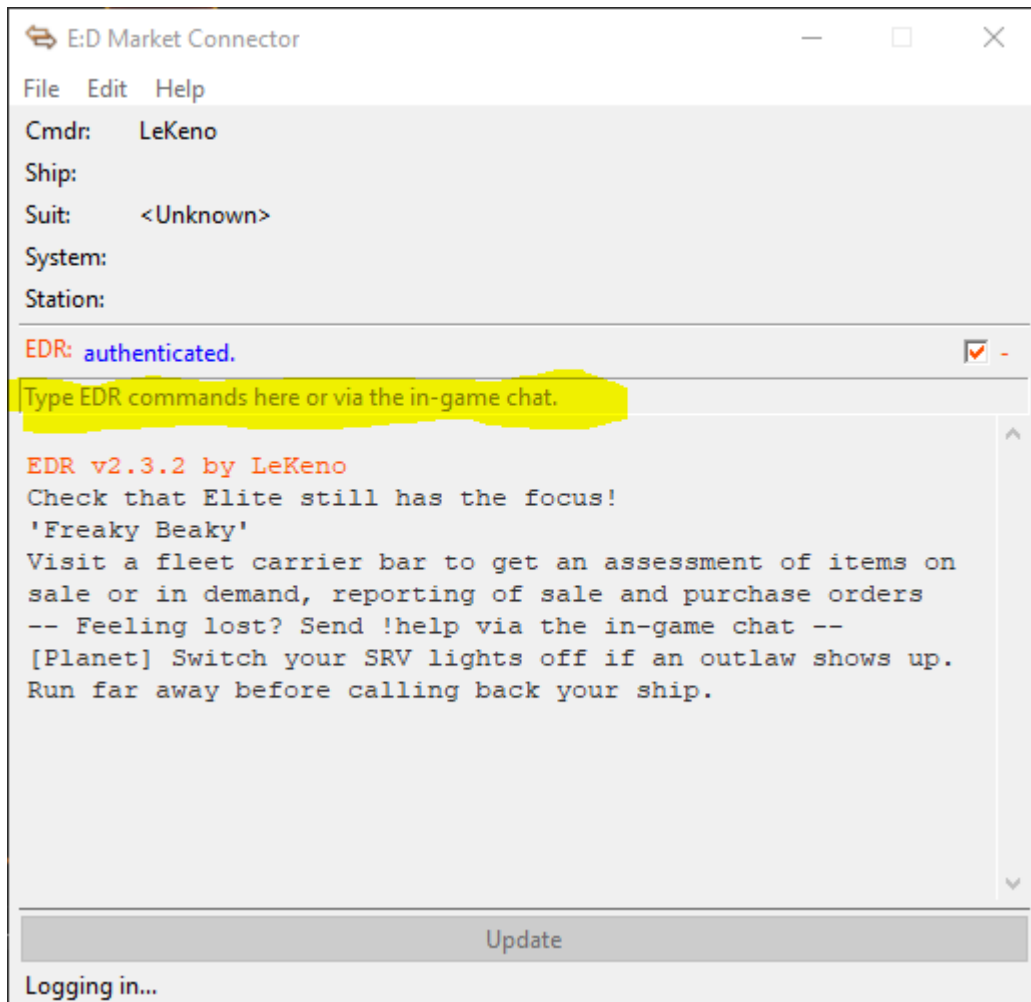 E:D Market Connector
File Edit Help
Cmdr: LeKeno
Ship:
Suit: <Unknown>
System:
Station:
EDR: authenticated. -
Type EDR commands here or via the in-game chat.
EDR v2.3.2 by LeKeno
Check that Elite still has the focus!
'Freaky Beaky'
Visit a fleet carrier bar to get an assessment of items on
sale or in demand, reporting of sale and purchase orders
-- Feeling lost? Send !help via the in-game chat --
[Planet] Switch your SRV lights off if an outlaw shows up.
Run far away before calling back your ship.
Update
Logging in...